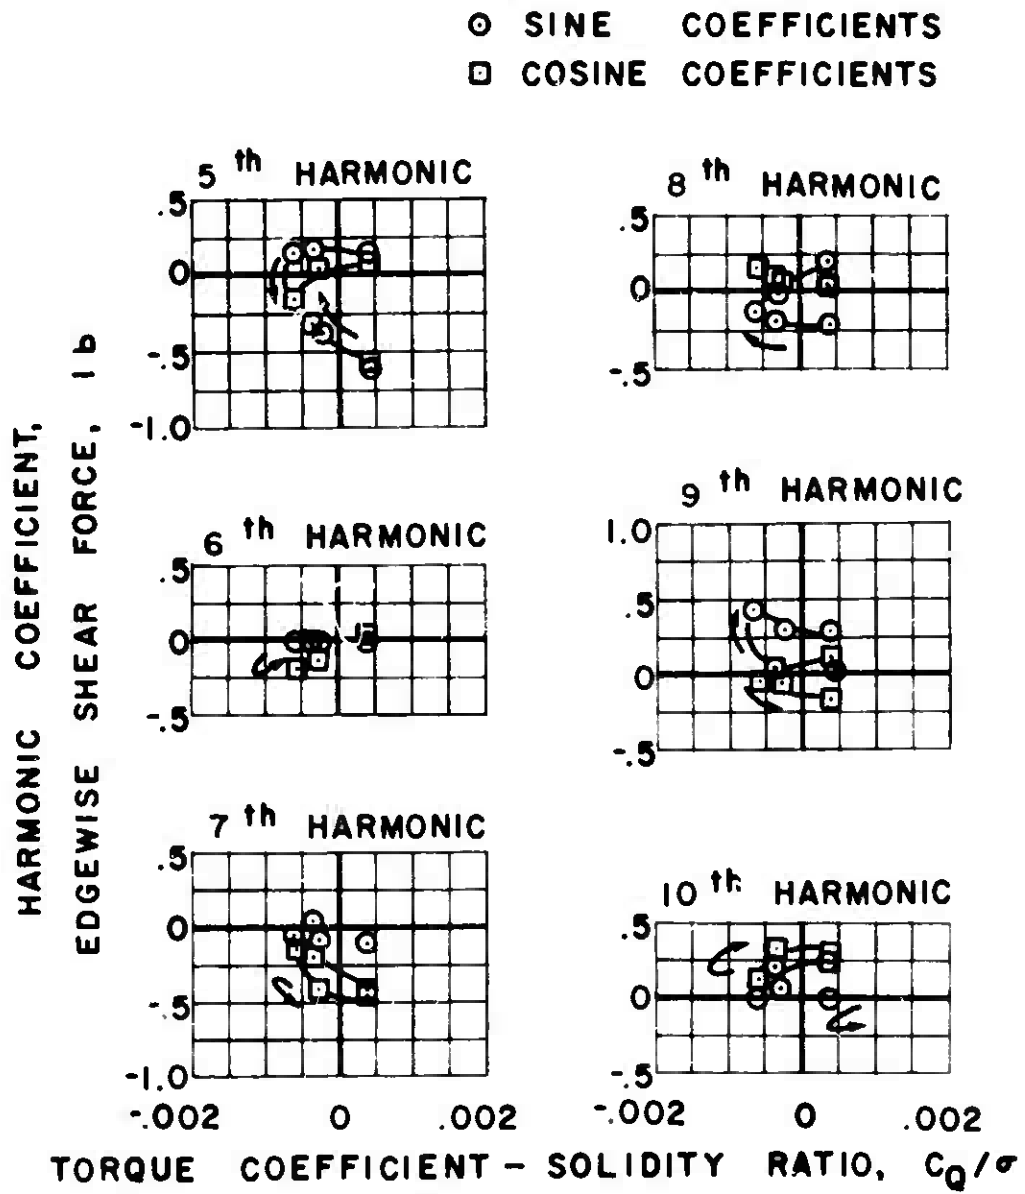 ⊙ SINE COEFFICIENTS
⊡ COSINE COEFFICIENTS
HARMONIC COEFFICIENT,
EDGEWISE SHEAR FORCE, lb
5 th HARMONIC
.5
0
-.5
-1.0
6 th HARMONIC
.5
0
-.5
7 th HARMONIC
.5
0
-.5
-1.0
-.002 0 .002
8 th HARMONIC
.5
0
-.5
9 th HARMONIC
1.0
.5
0
-.5
10 th HARMONIC
.5
0
-.5
-.002 0 .002
TORQUE COEFFICIENT - SOLIDITY RATIO, CQ/σ